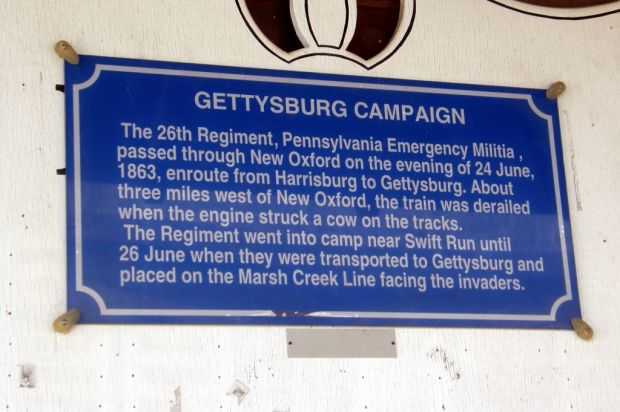 GETTYSBURG CAMPAIGN
The 26th Regiment, Pennsylvania Emergency Militia ,
passed through New Oxford on the evening of 24 June,
1863, enroute from Harrisburg to Gettysburg. About
three miles west of New Oxford, the train was derailed
when the engine struck a cow on the tracks.
The Regiment went into camp near Swift Run until
26 June when they were transported to Gettysburg and
placed on the Marsh Creek Line facing the invaders.